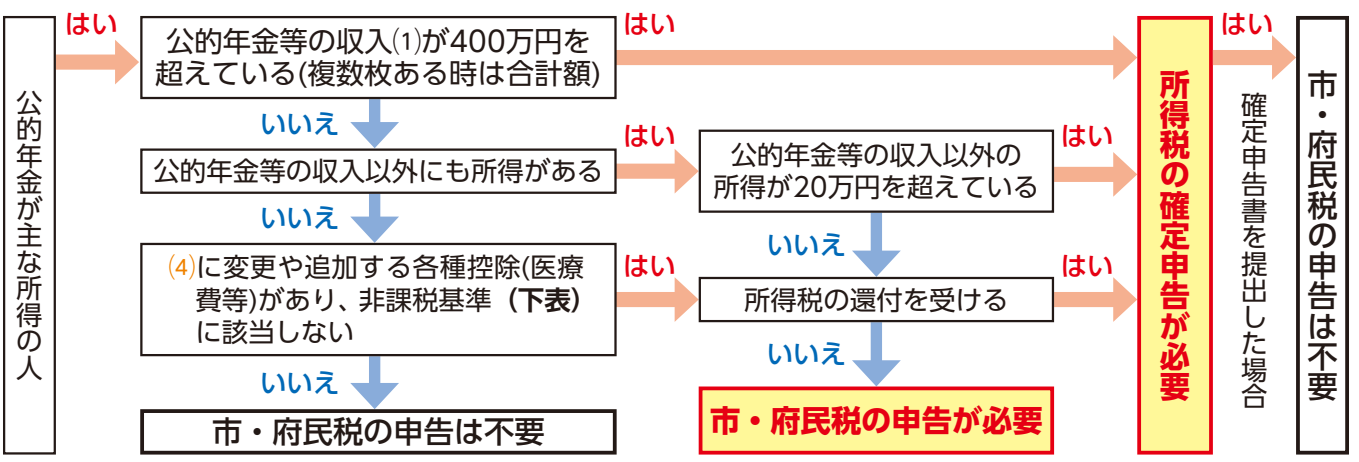 公的年金が主な所得の人
はい
公的年金等の収入⑴が400万円を
超えている(複数枚ある時は合計額)
はい
いいえ
公的年金等の収入以外にも所得がある
はい
公的年金等の収入以外の
所得が20万円を超えている
はい
いいえ
いいえ
⑷に変更や追加する各種控除(医療
費等)があり、非課税基準（下表）
に該当しない
はい
所得税の還付を受ける
はい
いいえ
いいえ
市・府民税の申告は不要
市・府民税の申告が必要
所得税の確定申告が必要
はい
確定申告書を提出した場合
市・府民税の申告は不要